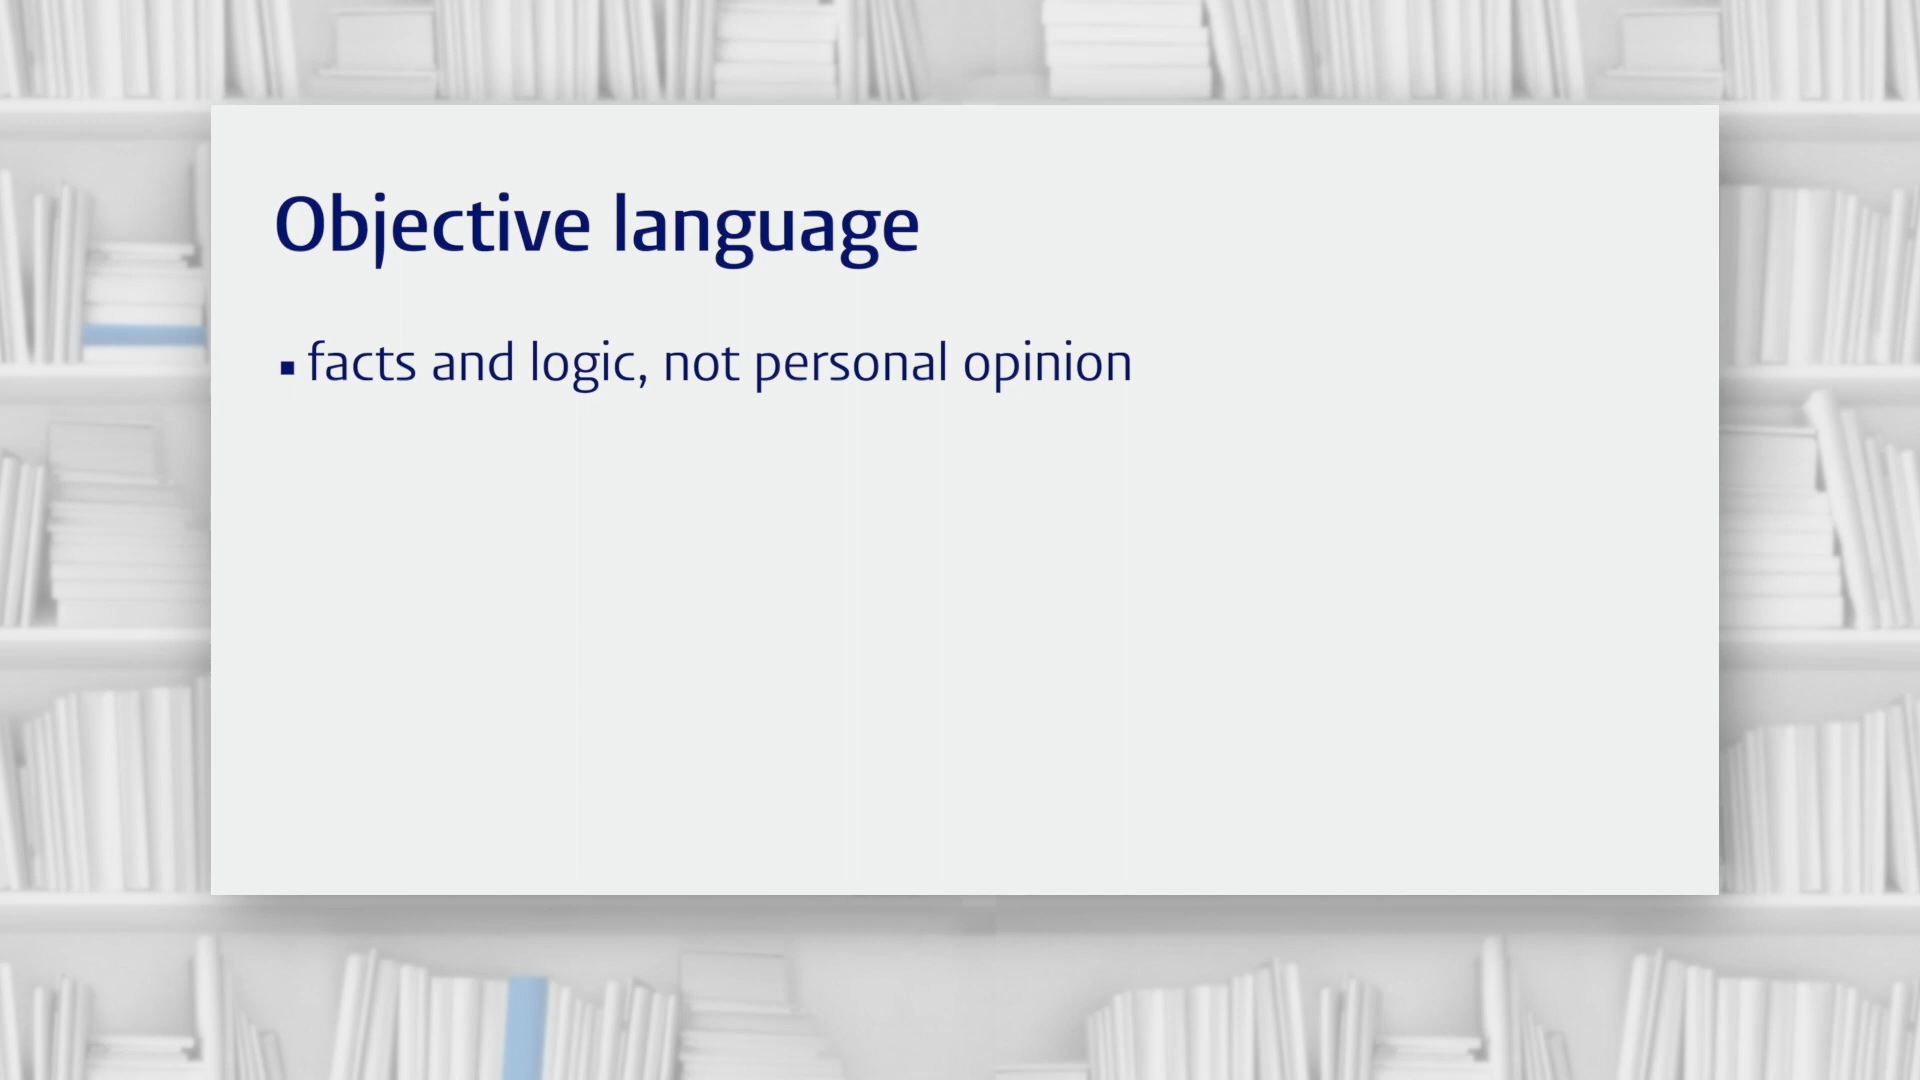 Objective language
▪ facts and logic, not personal opinion